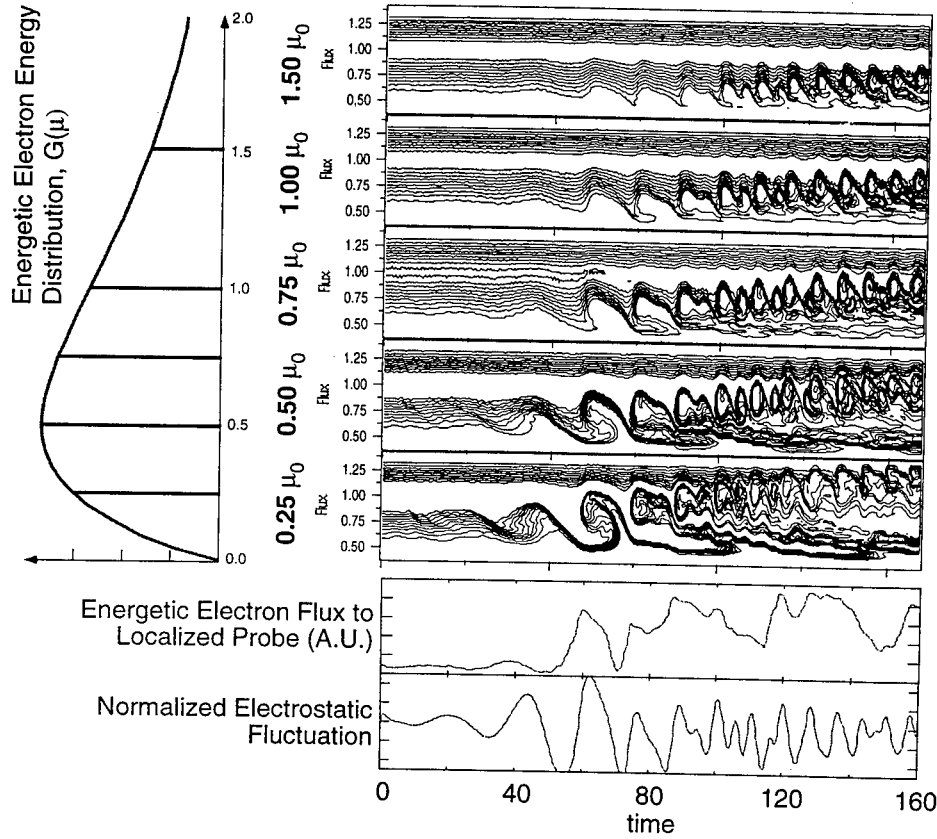 Energetic Electron Energy
Distribution, G(μ)
2.0
1.5
1.0
0.5
0.0
1.50 μ0
Flux
1.25
1.00
0.75
0.50
1.00 μ0
Flux
1.25
1.00
0.75
0.50
0.75 μ0
Flux
1.25
1.00
0.75
0.50
0.50 μ0
Flux
1.25
1.00
0.75
0.50
0.25 μ0
Flux
1.25
1.00
0.75
0.50
Energetic Electron Flux to
Localized Probe (A.U.)
Normalized Electrostatic
Fluctuation
0 40 80 120 160
time